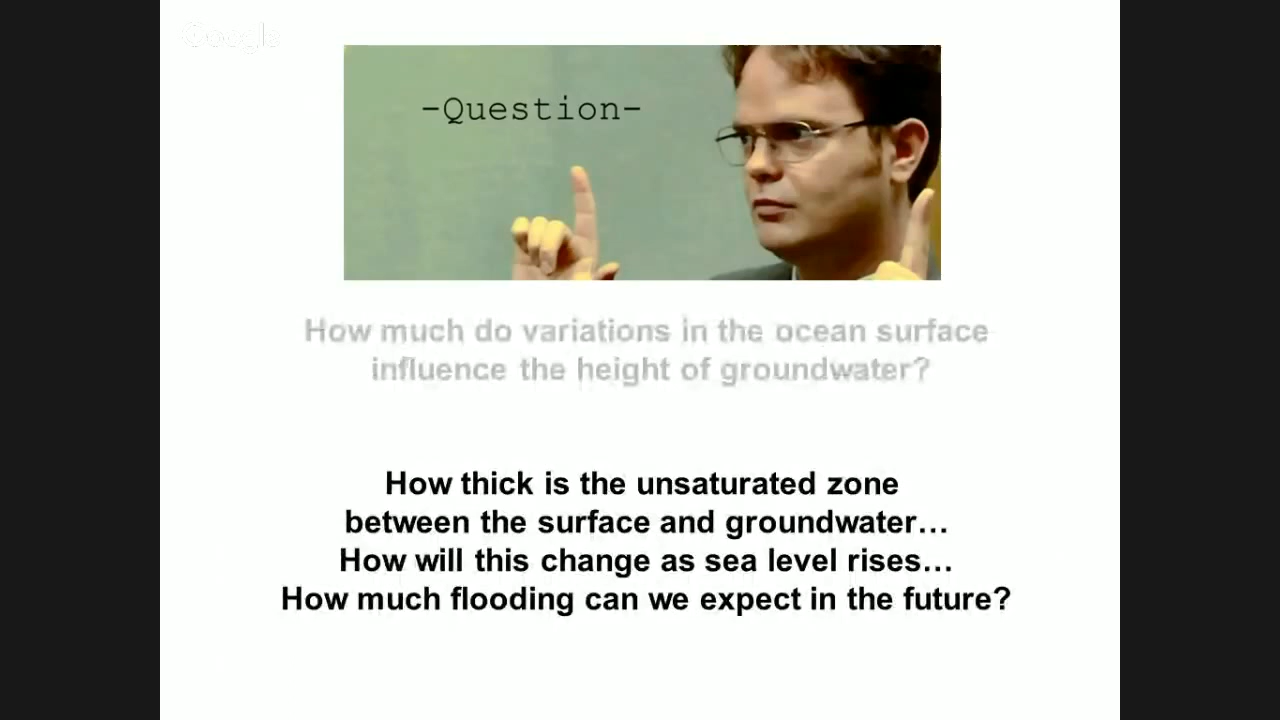 Google
-Question-
How much do variations in the ocean surface
influence the height of groundwater?
How thick is the unsaturated zone
between the surface and groundwater…
How will this change as sea level rises…
How much flooding can we expect in the future?